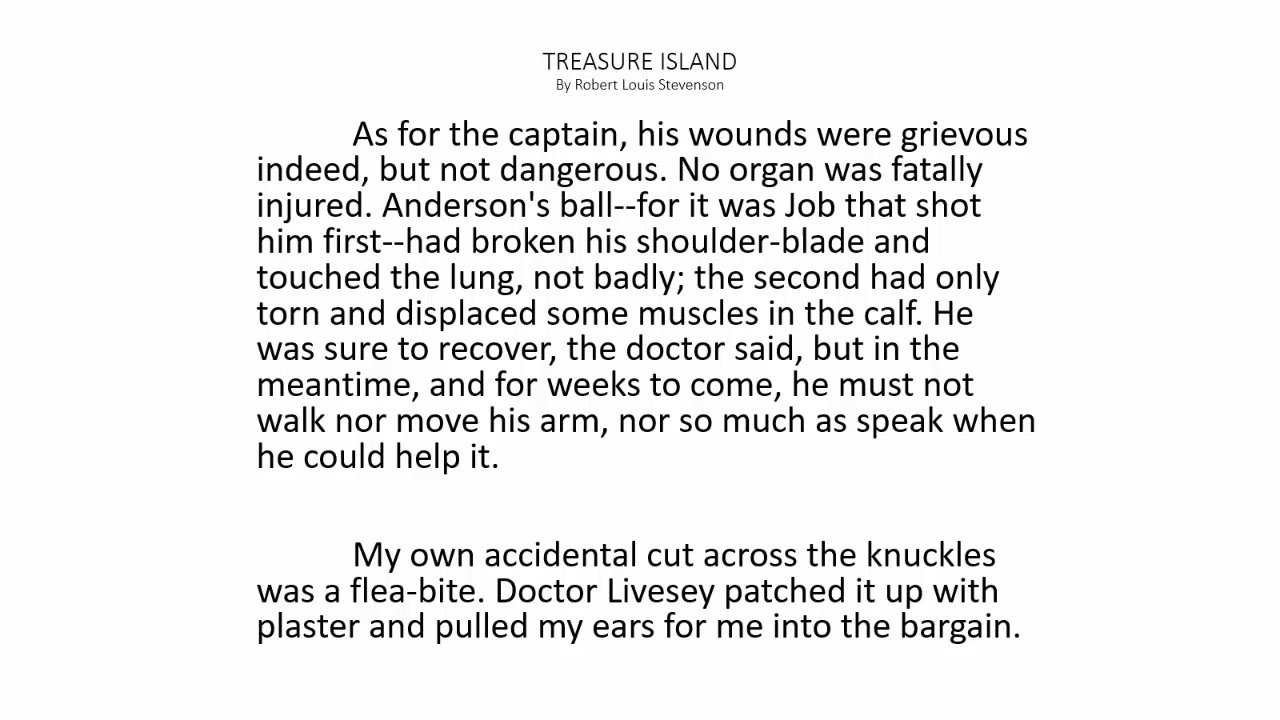 TREASURE ISLAND
By Robert Louis Stevenson
As for the captain, his wounds were grievous
indeed, but not dangerous. No organ was fatally
injured. Anderson's ball--for it was Job that shot
him first--had broken his shoulder-blade and
touched the lung, not badly; the second had only
torn and displaced some muscles in the calf. He
was sure to recover, the doctor said, but in the
meantime, and for weeks to come, he must not
walk nor move his arm, nor so much as speak when
he could help it.
My own accidental cut across the knuckles
was a flea-bite. Doctor Livesey patched it up with
plaster and pulled my ears for me into the bargain.